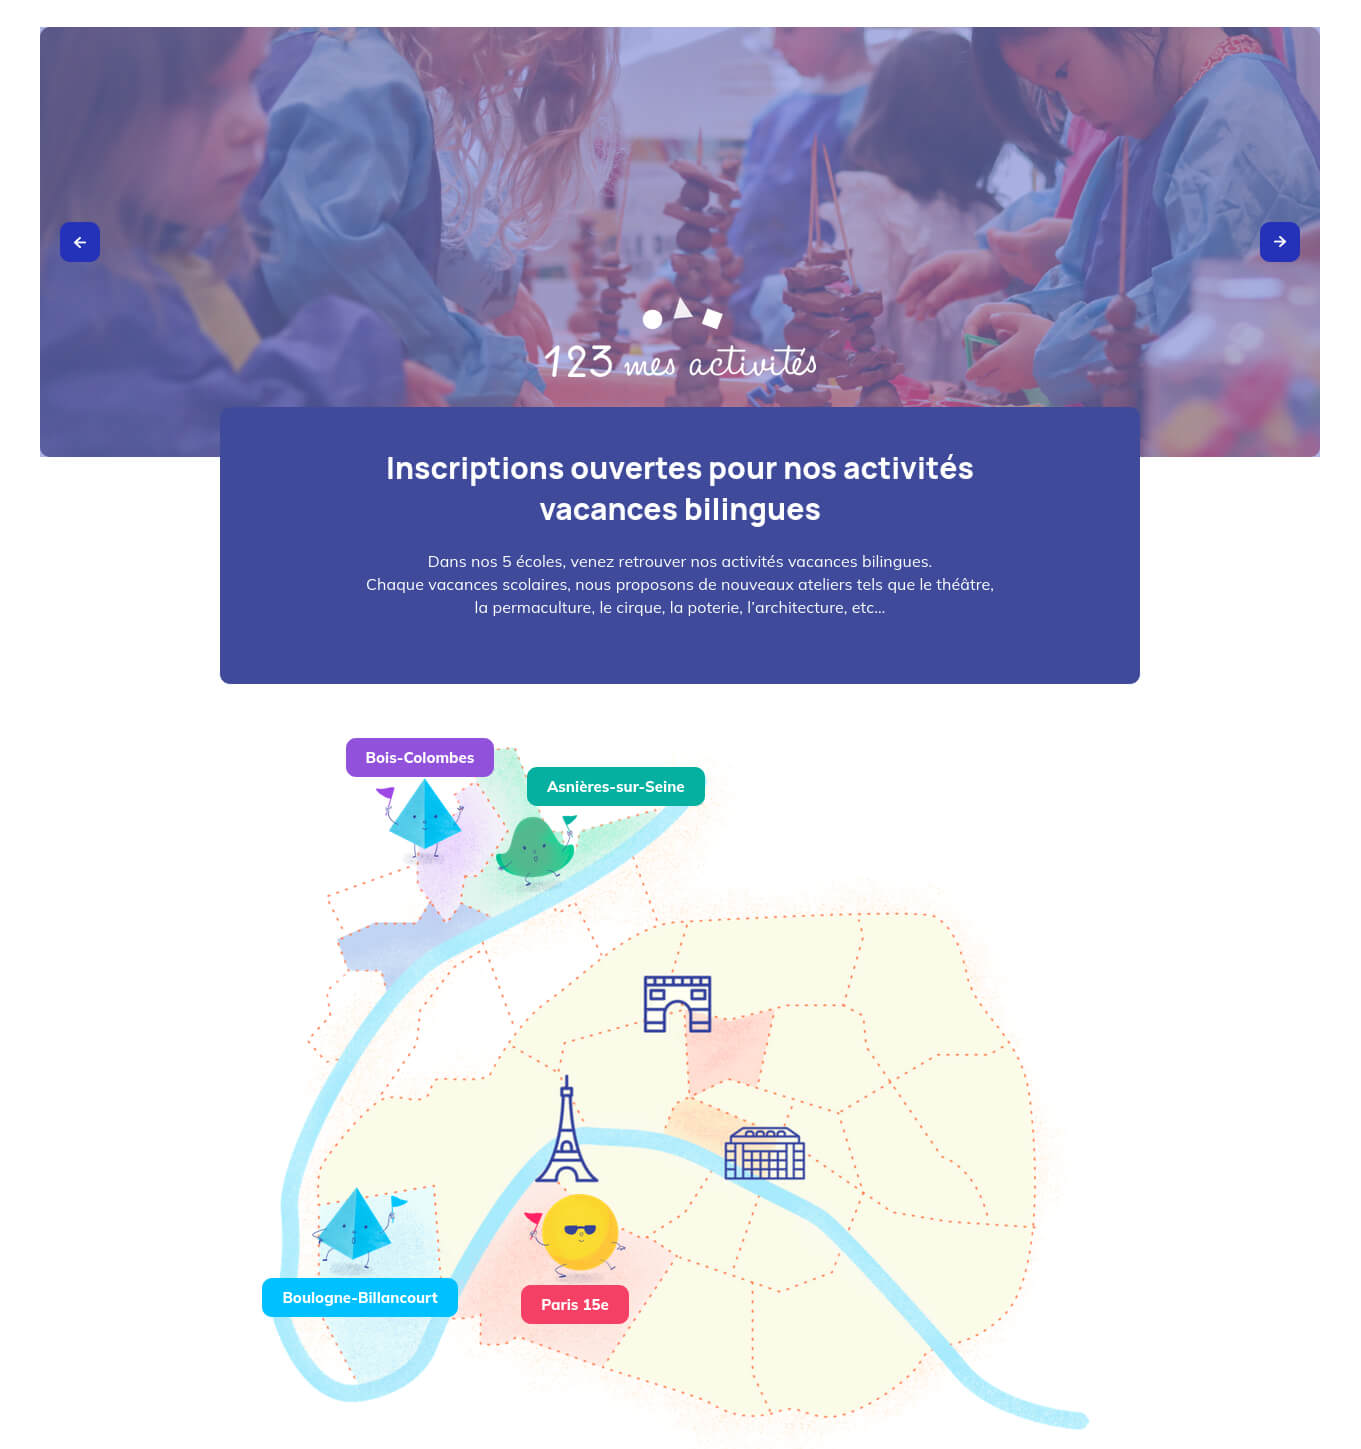 123 mes activités
Inscriptions ouvertes pour nos activités
vacances bilingues
Dans nos 5 écoles, venez retrouver nos activités vacances bilingues.
Chaque vacances scolaires, nous proposons de nouveaux ateliers tels que le théâtre,
la permaculture, le cirque, la poterie, l’architecture, etc…
Bois-Colombes
Asnières-sur-Seine
Boulogne-Billancourt
Paris 15e